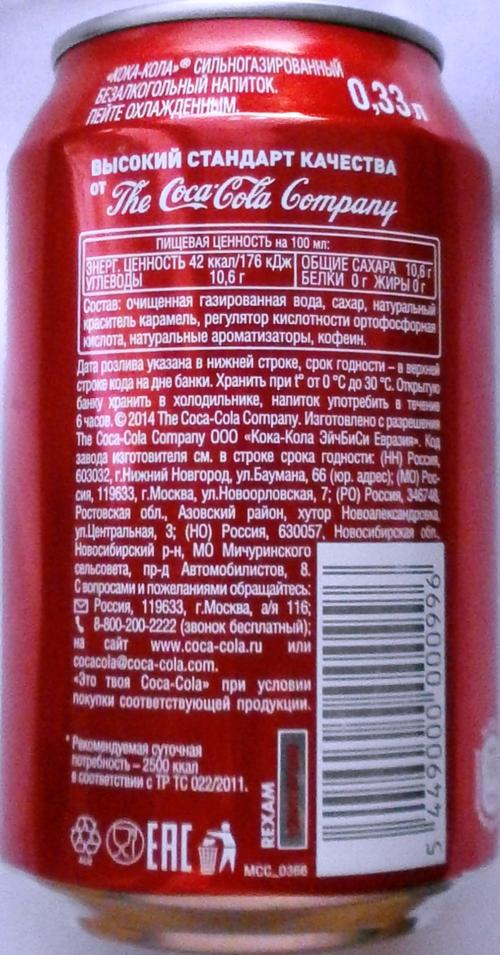 «КОКА-КОЛА»® СИЛЬНОГАЗИРОВАННЫЙ
БЕЗАЛКОГОЛЬНЫЙ НАПИТОК.
ПЕЙТЕ ОХЛАЖДЕННЫМ.
0,33л
ВЫСОКИЙ СТАНДАРТ КАЧЕСТВА
от The Coca-Cola Company
ПИЩЕВАЯ ЦЕННОСТЬ на 100 мл:
ЭНЕРГ. ЦЕННОСТЬ 42 ккал/176 кДж
УГЛЕВОДЫ 10,6 г
ОБЩИЕ САХАРА 10,6 г
БЕЛКИ 0 г ЖИРЫ 0 г
Состав: очищенная газированная вода, сахар, натуральный
краситель карамель, регулятор кислотности ортофосфорная
кислота, натуральные ароматизаторы, кофеин.
Дата розлива указана в нижней строке, срок годности – в верхней
строке кода на дне банки. Хранить при t° от 0 °C до 30 °C. Открытую
банку хранить в холодильнике, напиток употребить в течение
6 часов. © 2014 The Coca-Cola Company. Изготовлено с разрешения
The Coca-Cola Company ООО «Кока-Кола ЭйчБиСи Евразия». Код
завода изготовителя см. в строке срока годности: (НН) Россия,
603032, г.Нижний Новгород, ул.Баумана, 66 (юр. адрес); (МО) Рос-
сия, 119633, г.Москва, ул.Новоорловская, 7; (РО) Россия, 346748,
Ростовская обл., Азовский район, хутор Новоалександровка,
ул.Центральная, 3; (НО) Россия, 630057, Новосибирская обл.,
Новосибирский р-н, МО Мичуринского
сельсовета, пр-д Автомобилистов, 8.
С вопросами и пожеланиями обращайтесь:
Россия, 119633, г.Москва, а/я 116;
8-800-200-2222 (звонок бесплатный);
на сайт www.coca-cola.ru или
cocacola@coca-cola.com.
«Это твоя Coca-Cola» при условии
покупки соответствующей продукции.
* Рекомендуемая суточная
потребность – 2500 ккал
в соответствии с ТР ТС 022/2011.
REXAM
5 449000 000996
EAC
MCC_0366